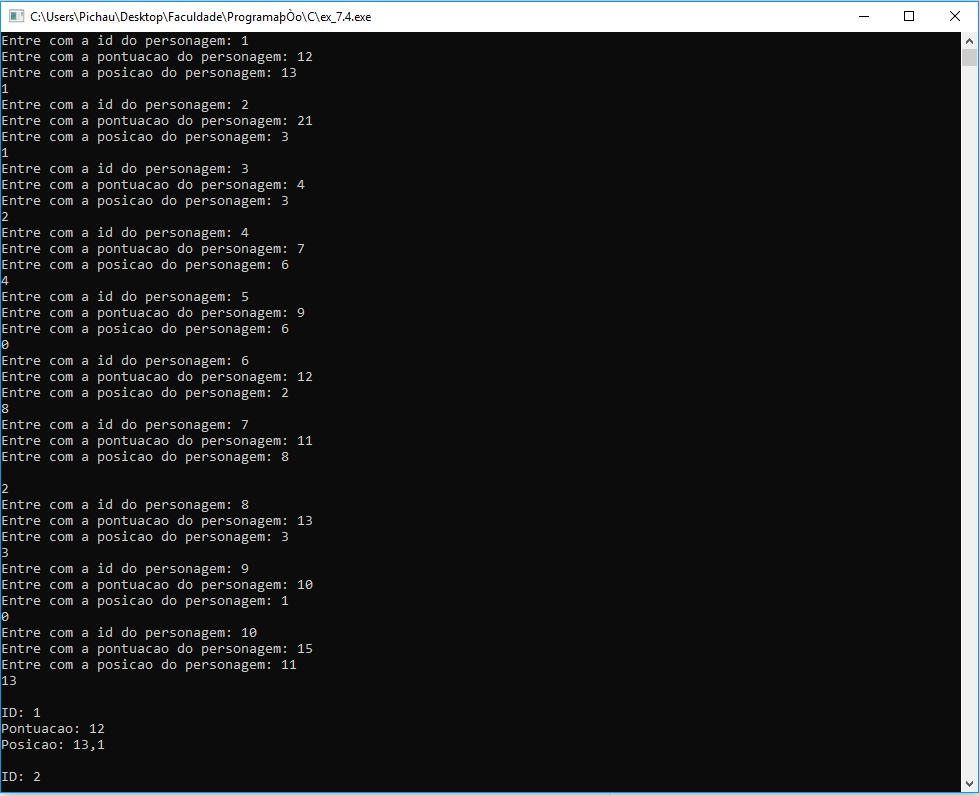 C:\Users\Pichau\Desktop\Faculdade\ProgramaþÒo\C\ex_7.4.exe
Entre com a id do personagem: 1
Entre com a pontuacao do personagem: 12
Entre com a posicao do personagem: 13
1
Entre com a id do personagem: 2
Entre com a pontuacao do personagem: 21
Entre com a posicao do personagem: 3
1
Entre com a id do personagem: 3
Entre com a pontuacao do personagem: 4
Entre com a posicao do personagem: 3
2
Entre com a id do personagem: 4
Entre com a pontuacao do personagem: 7
Entre com a posicao do personagem: 6
4
Entre com a id do personagem: 5
Entre com a pontuacao do personagem: 9
Entre com a posicao do personagem: 6
0
Entre com a id do personagem: 6
Entre com a pontuacao do personagem: 12
Entre com a posicao do personagem: 2
8
Entre com a id do personagem: 7
Entre com a pontuacao do personagem: 11
Entre com a posicao do personagem: 8
2
Entre com a id do personagem: 8
Entre com a pontuacao do personagem: 13
Entre com a posicao do personagem: 3
3
Entre com a id do personagem: 9
Entre com a pontuacao do personagem: 10
Entre com a posicao do personagem: 1
0
Entre com a id do personagem: 10
Entre com a pontuacao do personagem: 15
Entre com a posicao do personagem: 11
13
ID: 1
Pontuacao: 12
Posicao: 13,1
ID: 2